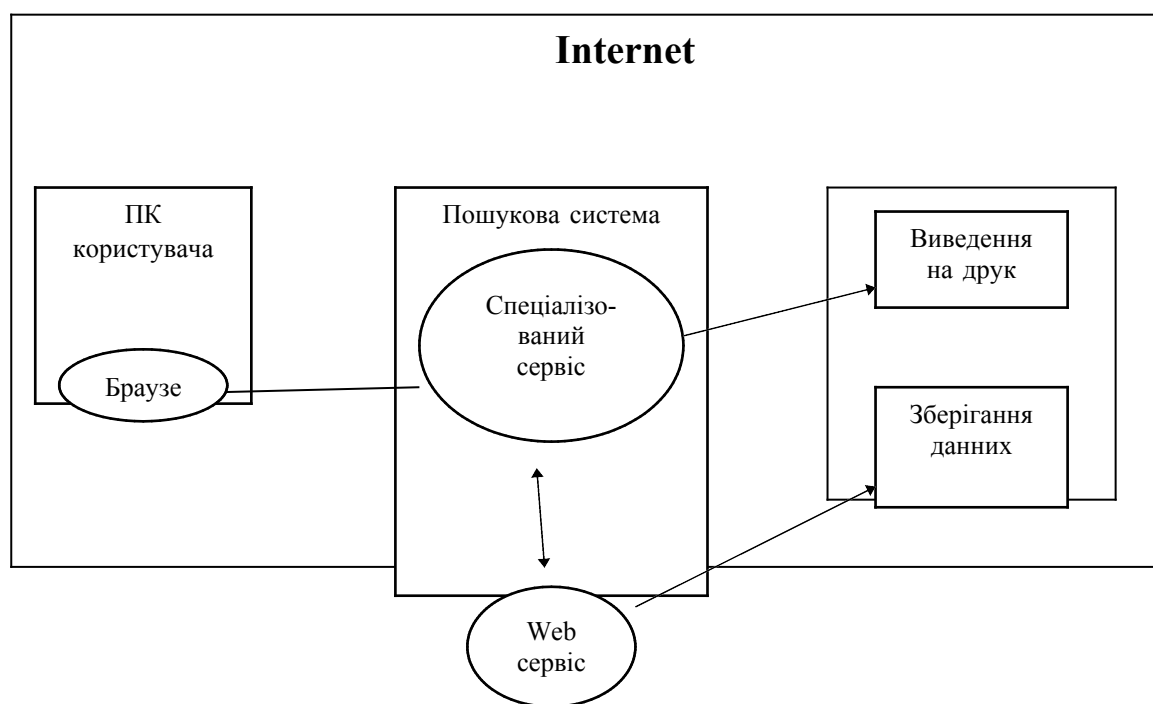 Internet
ПК
користувача
Браузе
Пошукова система
Спеціалізо-
ваний
сервіс
Web
сервіс
Виведення
на друк
Зберігання
данних